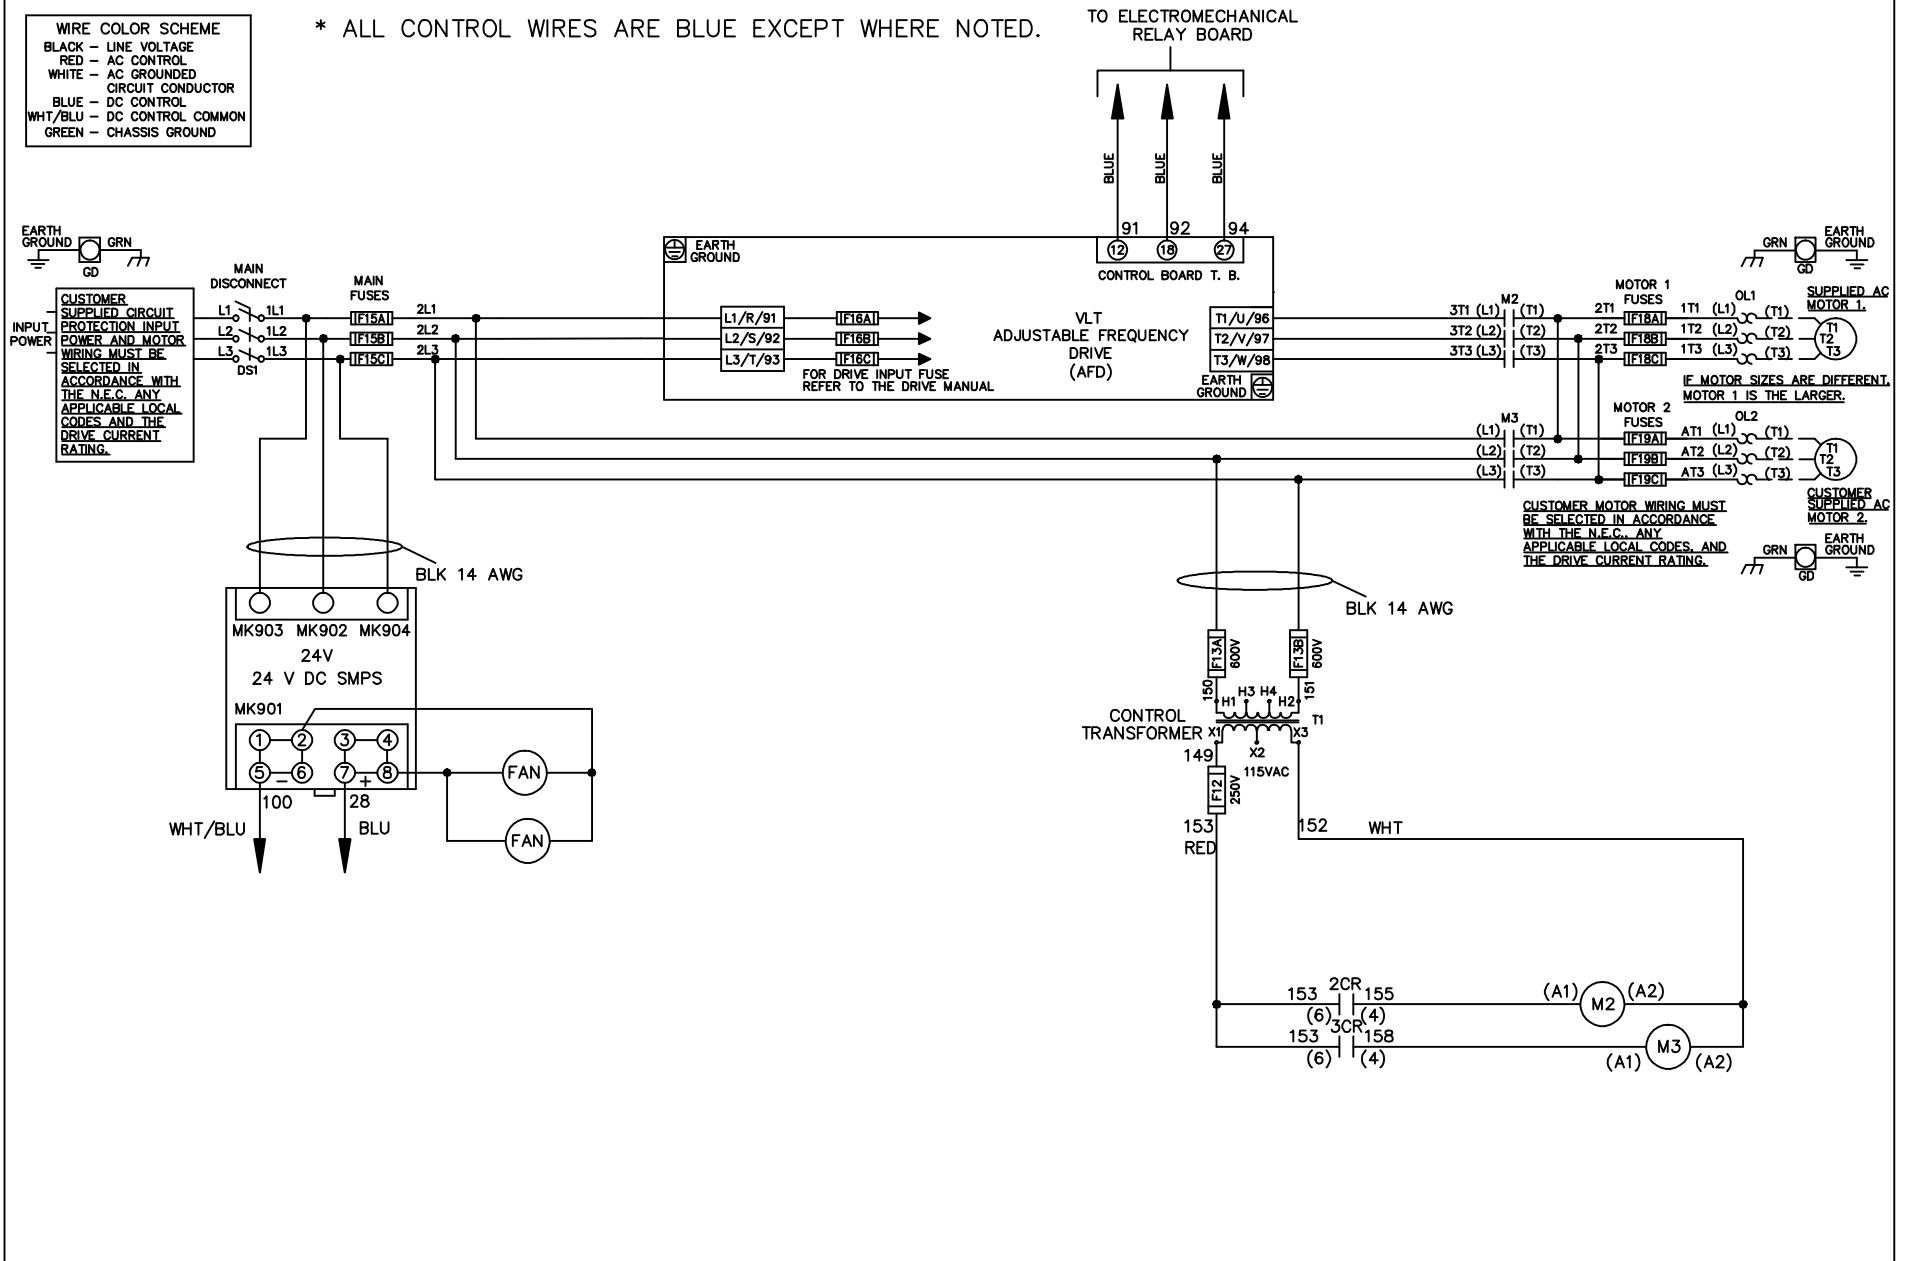 WIRE COLOR SCHEME
BLACK – LINE VOLTAGE
RED – AC CONTROL
WHITE – AC GROUNDED
CIRCUIT CONDUCTOR
BLUE – DC CONTROL
WHT/BLU – DC CONTROL COMMON
GREEN – CHASSIS GROUND
* ALL CONTROL WIRES ARE BLUE EXCEPT WHERE NOTED.
TO ELECTROMECHANICAL
RELAY BOARD
BLUE
BLUE
BLUE
91 92 94
12 18 27
CONTROL BOARD T. B.
EARTH
GROUND
GRN
GD
INPUT
POWER
CUSTOMER
SUPPLIED CIRCUIT
PROTECTION INPUT
POWER AND MOTOR
WIRING MUST BE
SELECTED IN
ACCORDANCE WITH
THE N.E.C. ANY
APPLICABLE LOCAL
CODES AND THE
DRIVE CURRENT
RATING.
MAIN
DISCONNECT
L1 1L1
L2 1L2
L3 1L3
DS1
MAIN
FUSES
F15A 2L1
F15B 2L2
F15C 2L3
EARTH
GROUND
L1/R/91 F16A
L2/S/92 F16B
L3/T/93 F16C
FOR DRIVE INPUT FUSE
REFER TO THE DRIVE MANUAL
VLT
ADJUSTABLE FREQUENCY
DRIVE
(AFD)
T1/U/96
T2/V/97
T3/W/98
EARTH
GROUND
M2
3T1 (L1) (T1)
3T2 (L2) (T2)
3T3 (L3) (T3)
MOTOR 1
FUSES
2T1 F18A 1T1 (L1) (T1)
2T2 F18B 1T2 (L2) (T2)
2T3 F18C 1T3 (L3) (T3)
OL1
GRN
GD
EARTH
GROUND
SUPPLIED AC
MOTOR 1.
T1
T2
T3
IF MOTOR SIZES ARE DIFFERENT,
MOTOR 1 IS THE LARGER.
M3
(L1) (T1)
(L2) (T2)
(L3) (T3)
MOTOR 2
FUSES
F19A AT1 (L1) (T1)
F19B AT2 (L2) (T2)
F19C AT3 (L3) (T3)
OL2
T1
T2
T3
CUSTOMER
SUPPLIED AC
MOTOR 2.
CUSTOMER MOTOR WIRING MUST
BE SELECTED IN ACCORDANCE
WITH THE N.E.C., ANY
APPLICABLE LOCAL CODES, AND
THE DRIVE CURRENT RATING.
GRN
GD
EARTH
GROUND
BLK 14 AWG
MK903 MK902 MK904
24V
24 V DC SMPS
MK901
1 2 3 4
5 – 6 7 + 8
100 28
WHT/BLU BLU
FAN
FAN
BLK 14 AWG
F13A 600V
F13B 600V
150 151
H1 H3 H4 H2
T1
CONTROL
TRANSFORMER
X1 X2 X3
149
115VAC
F12 250V
153
RED
152 WHT
2CR
153 155
(6) (4)
(A1) M2 (A2)
3CR
153 158
(6) (4)
(A1) M3 (A2)